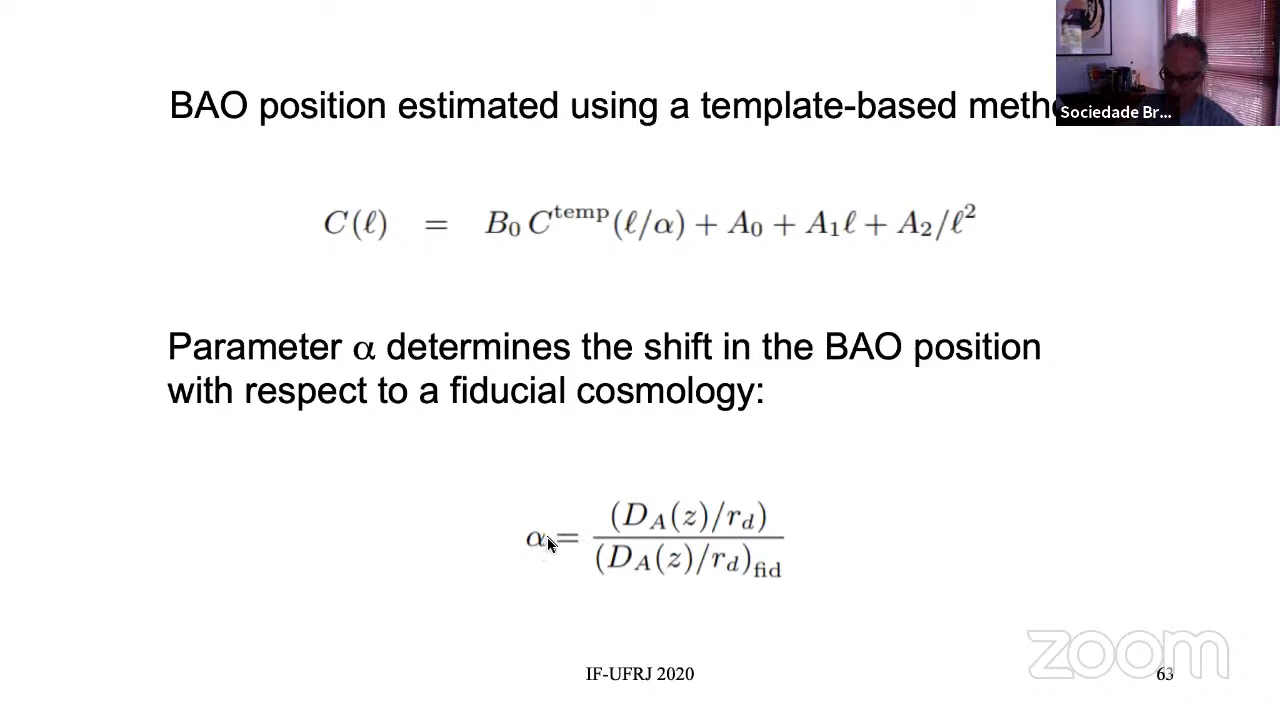 BAO position estimated using a template-based
Sociedade Br...
C(ℓ) = B₀ C^temp(ℓ/α) + A₀ + A₁ℓ + A₂/ℓ²
Parameter α determines the shift in the BAO position
with respect to a fiducial cosmology:
α = (D_A(z)/r_d) / (D_A(z)/r_d)_fid
zoom
IF-UFRJ 2020
63